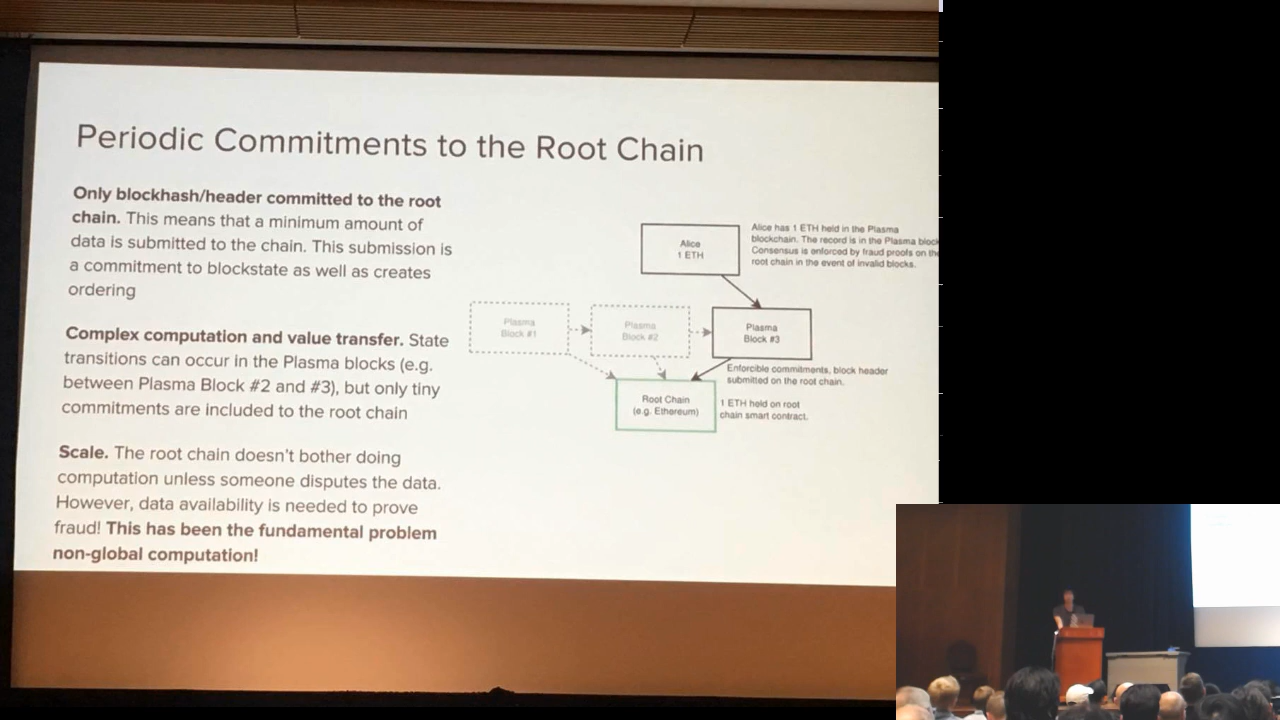 Periodic Commitments to the Root Chain
Only blockhash/header committed to the root
chain. This means that a minimum amount of
data is submitted to the chain. This submission is
a commitment to blockstate as well as creates
ordering
Complex computation and value transfer. State
transitions can occur in the Plasma blocks (e.g.
between Plasma Block #2 and #3), but only tiny
commitments are included to the root chain
Scale. The root chain doesn't bother doing
computation unless someone disputes the data.
However, data availability is needed to prove
fraud! This has been the fundamental problem
non-global computation!
Alice
1 ETH
Alice has 1 ETH held in the Plasma
blockchain. The record is in the Plasma block
Consensus is enforced by fraud proofs on the
root chain in the event of invalid blocks.
Plasma
Block #1
Plasma
Block #2
Plasma
Block #3
Enforcible commitments, block header
submitted on the root chain.
Root Chain
(e.g. Ethereum)
1 ETH held on root
chain smart contract.